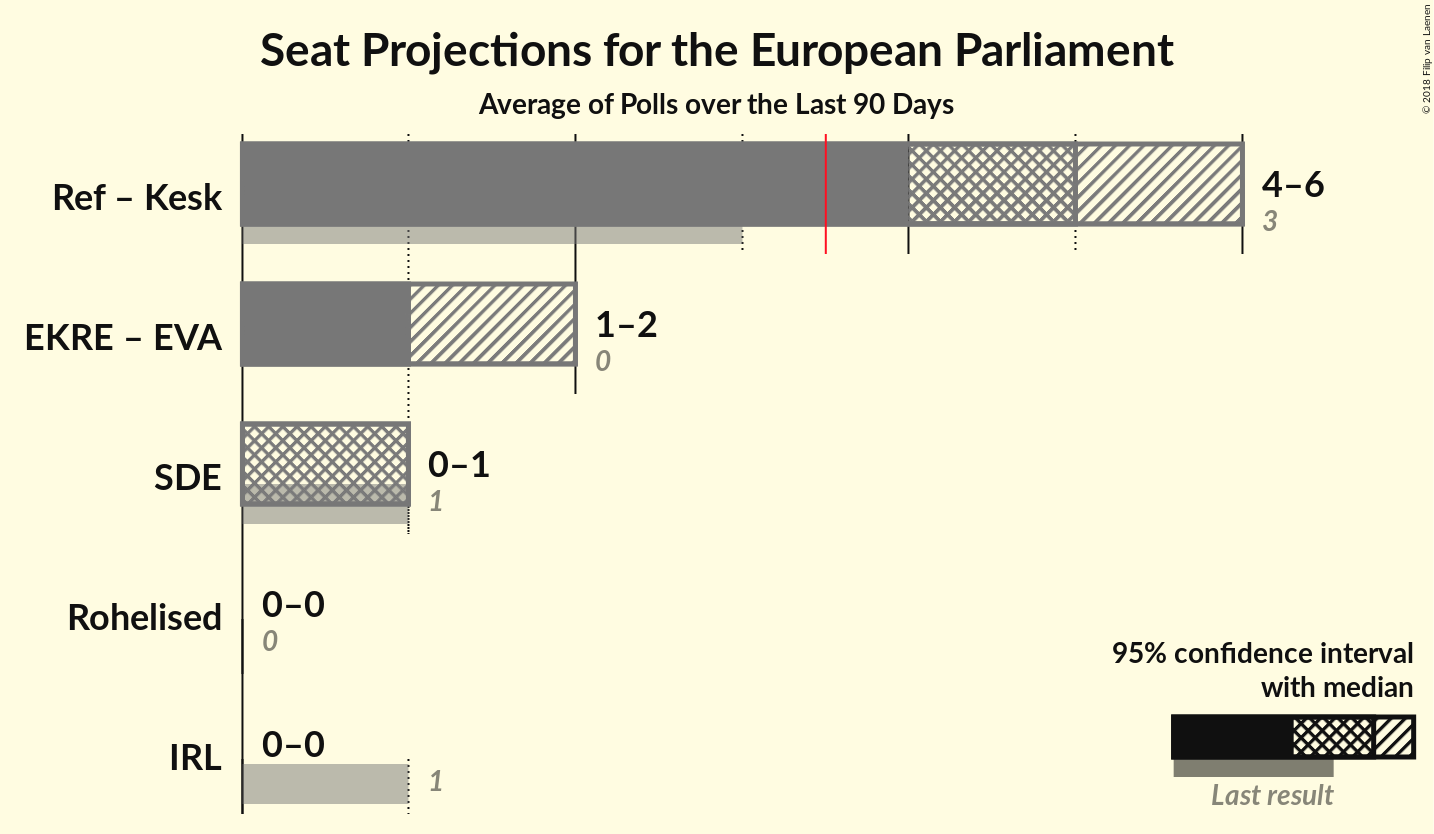 Seat Projections for the European Parliament
Average of Polls over the Last 90 Days
© 2018 Filip van Laenen
Ref – Kesk
4–6
3
EKRE – EVA
1–2
0
SDE
0–1
1
Rohelised
0–0
0
IRL
0–0
1
95% confidence interval
with median
Last result